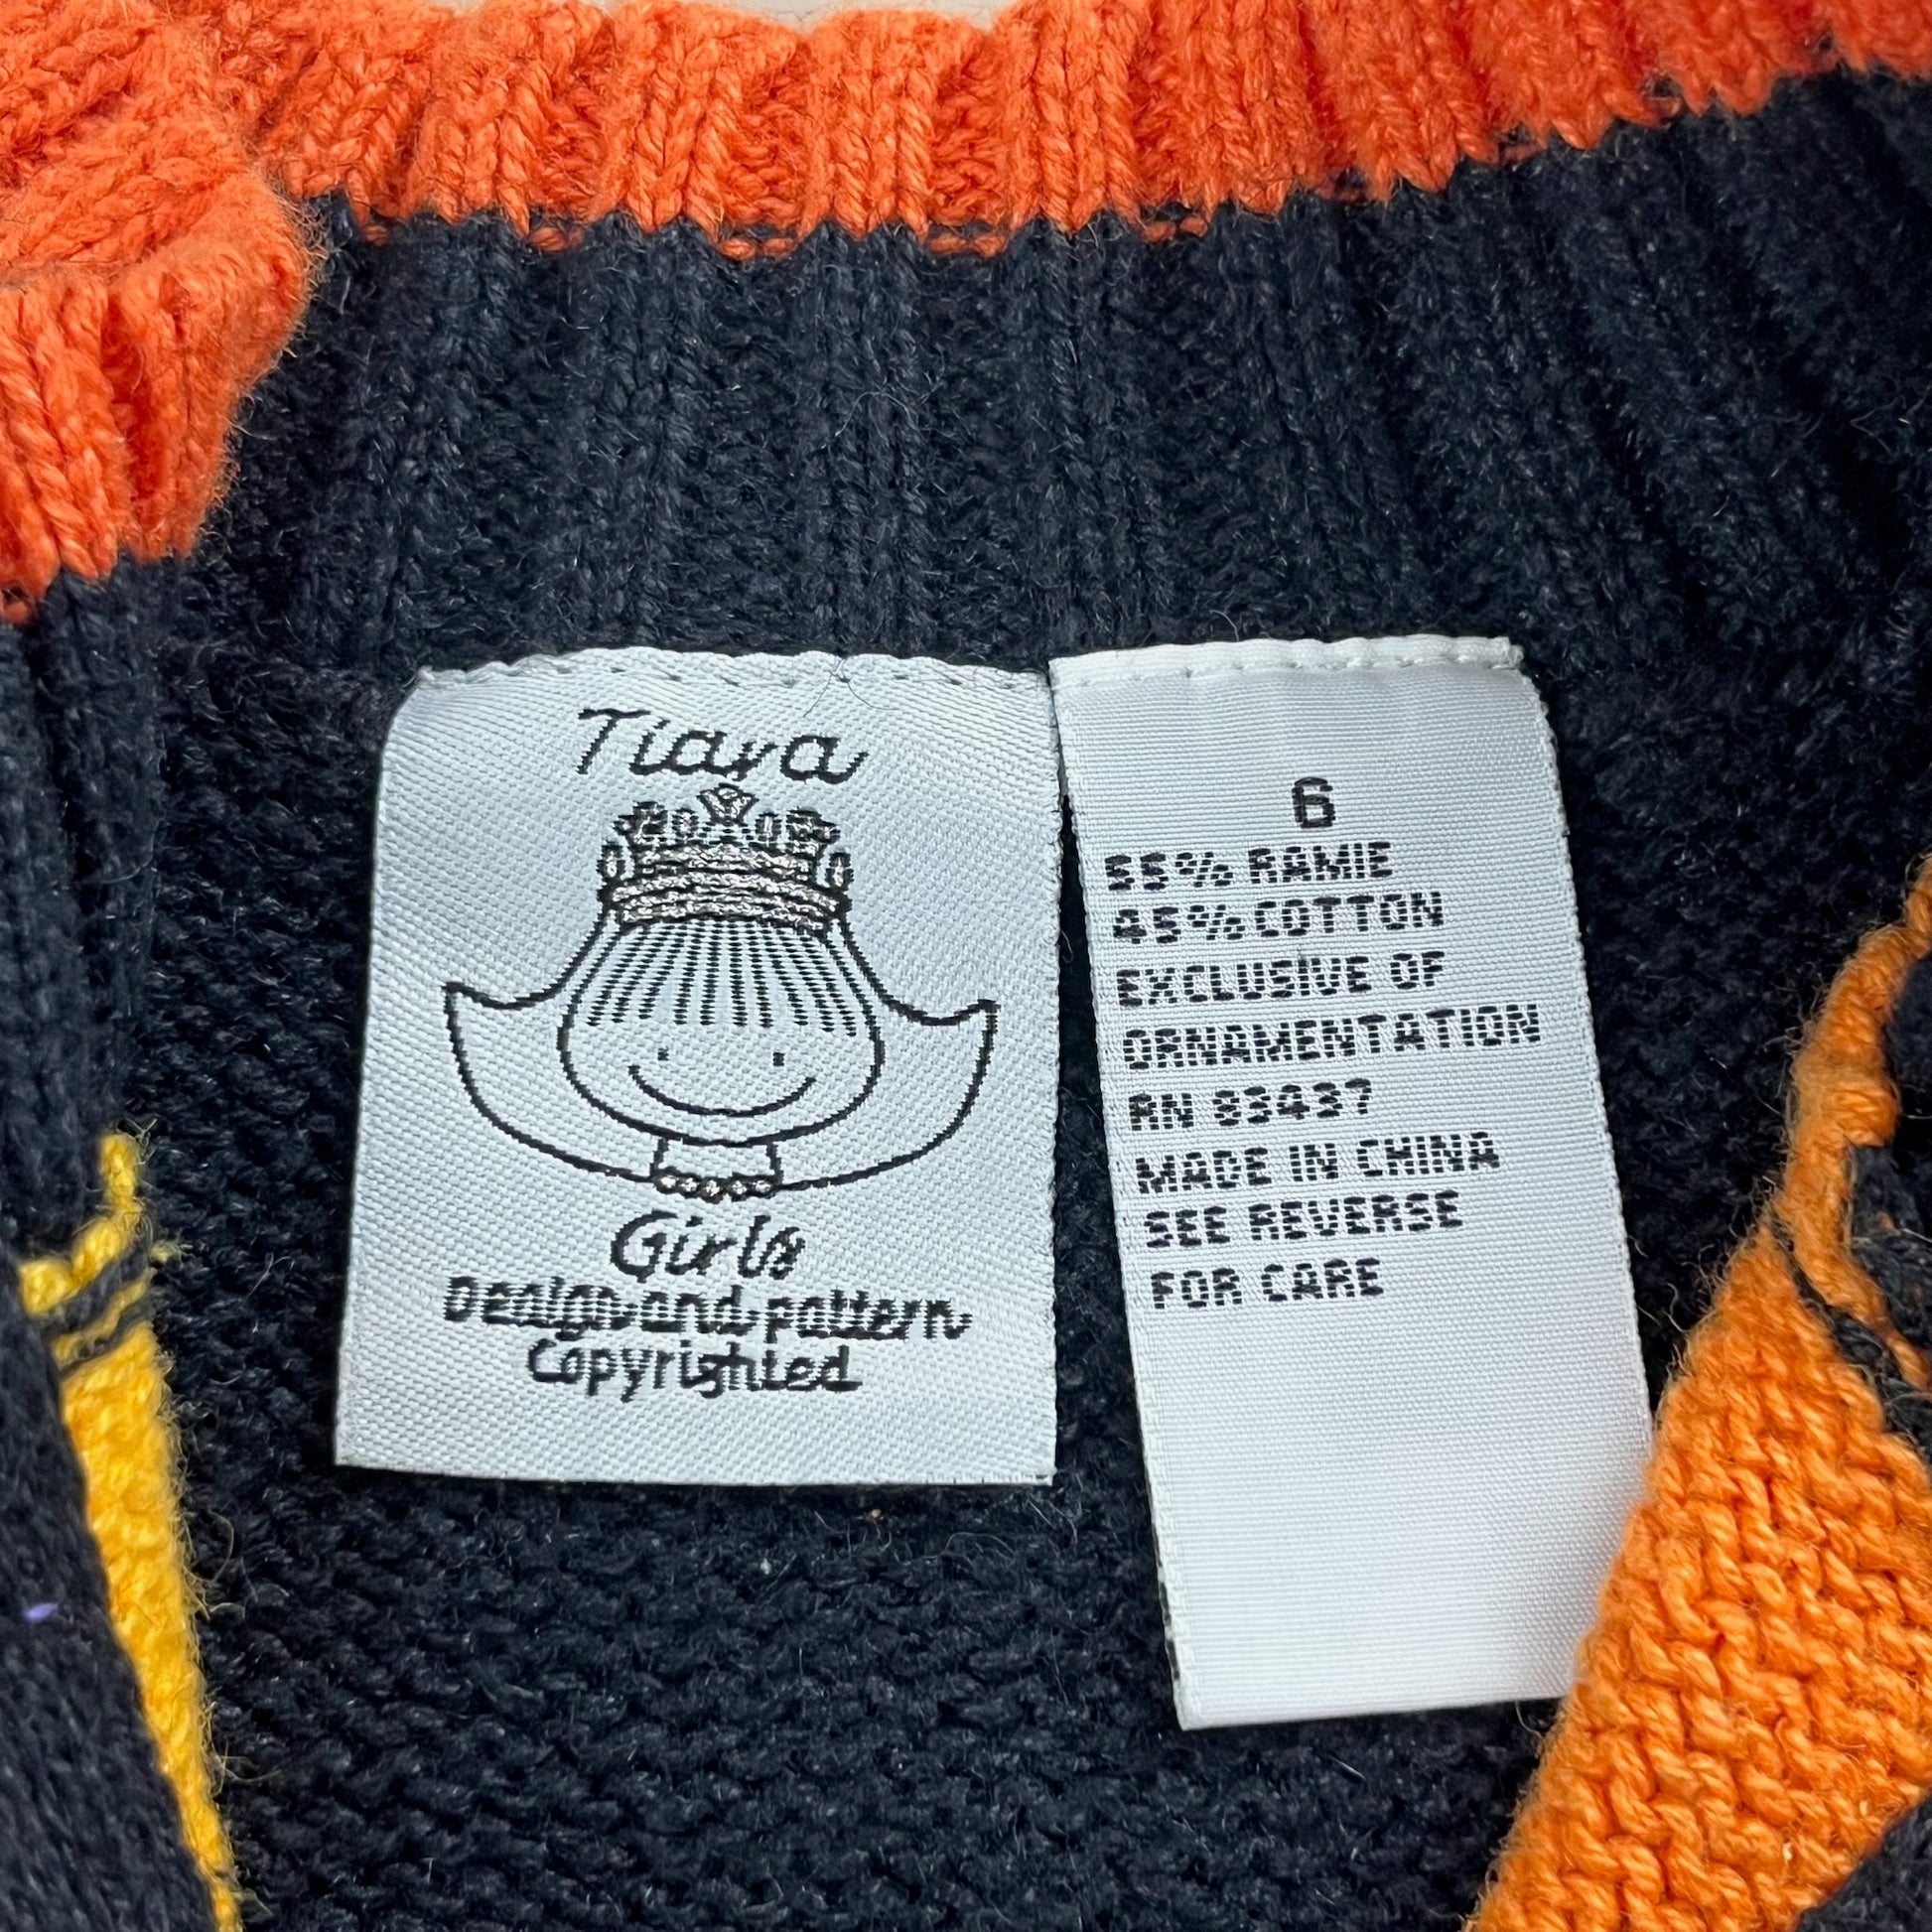 Tiara
Girls
Design and pattern
Copyrighted
6
55% RAMIE
45% COTTON
EXCLUSIVE OF
ORNAMENTATION
RN 83437
MADE IN CHINA
SEE REVERSE
FOR CARE